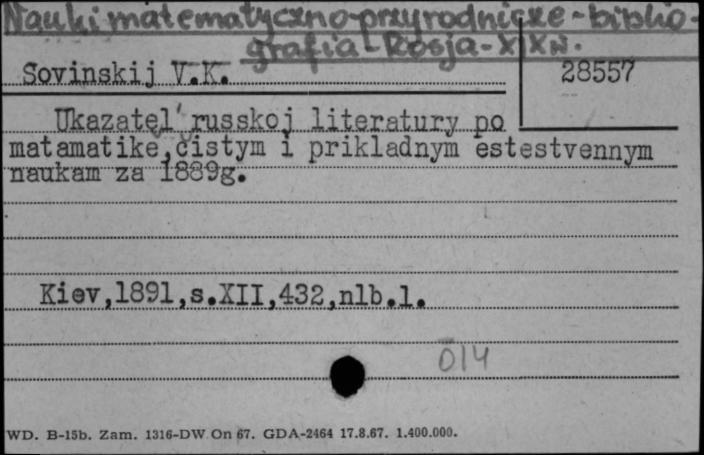 Nauki matematyczno-przyrodnicze - biblio-
grafia - Rosja - XIX w.
Sovinskij V.K.
28557
Ukazatel' russkoj literatury po
matamatike,čistym i prikladnym estestvennym
naukam za 1889g.
Kiev,1891,s.XII,432,nlb.1.
014
WD. B-15b. Zam. 1316-DW On 67. GDA-2464 17.8.67. 1.400.000.